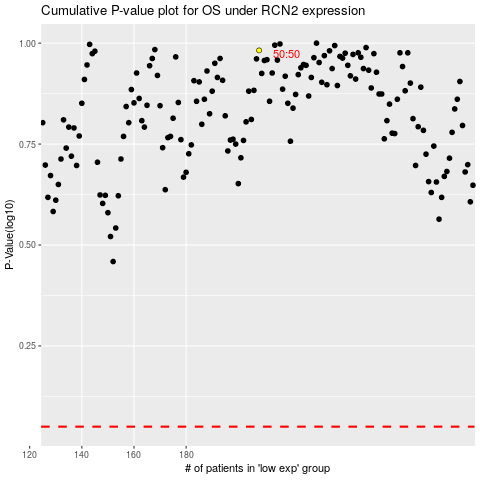 Cumulative P-value plot for OS under RCN2 expression
1.00
50:50
0.75
P-Value(log10)
0.50
0.25
120 140 160 180
# of patients in 'low exp' group